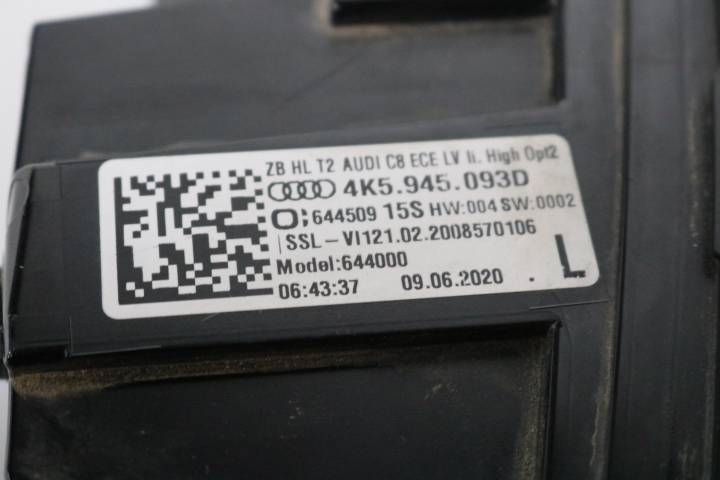 ZB HL T2 AUDI C8 ECE LV li. High Opt2
4K5.945.093D
O;644509 15S HW:004 SW:0002
SSL-VI121.02.2008570106
Model:644000
06:43:37 09.06.2020 . L